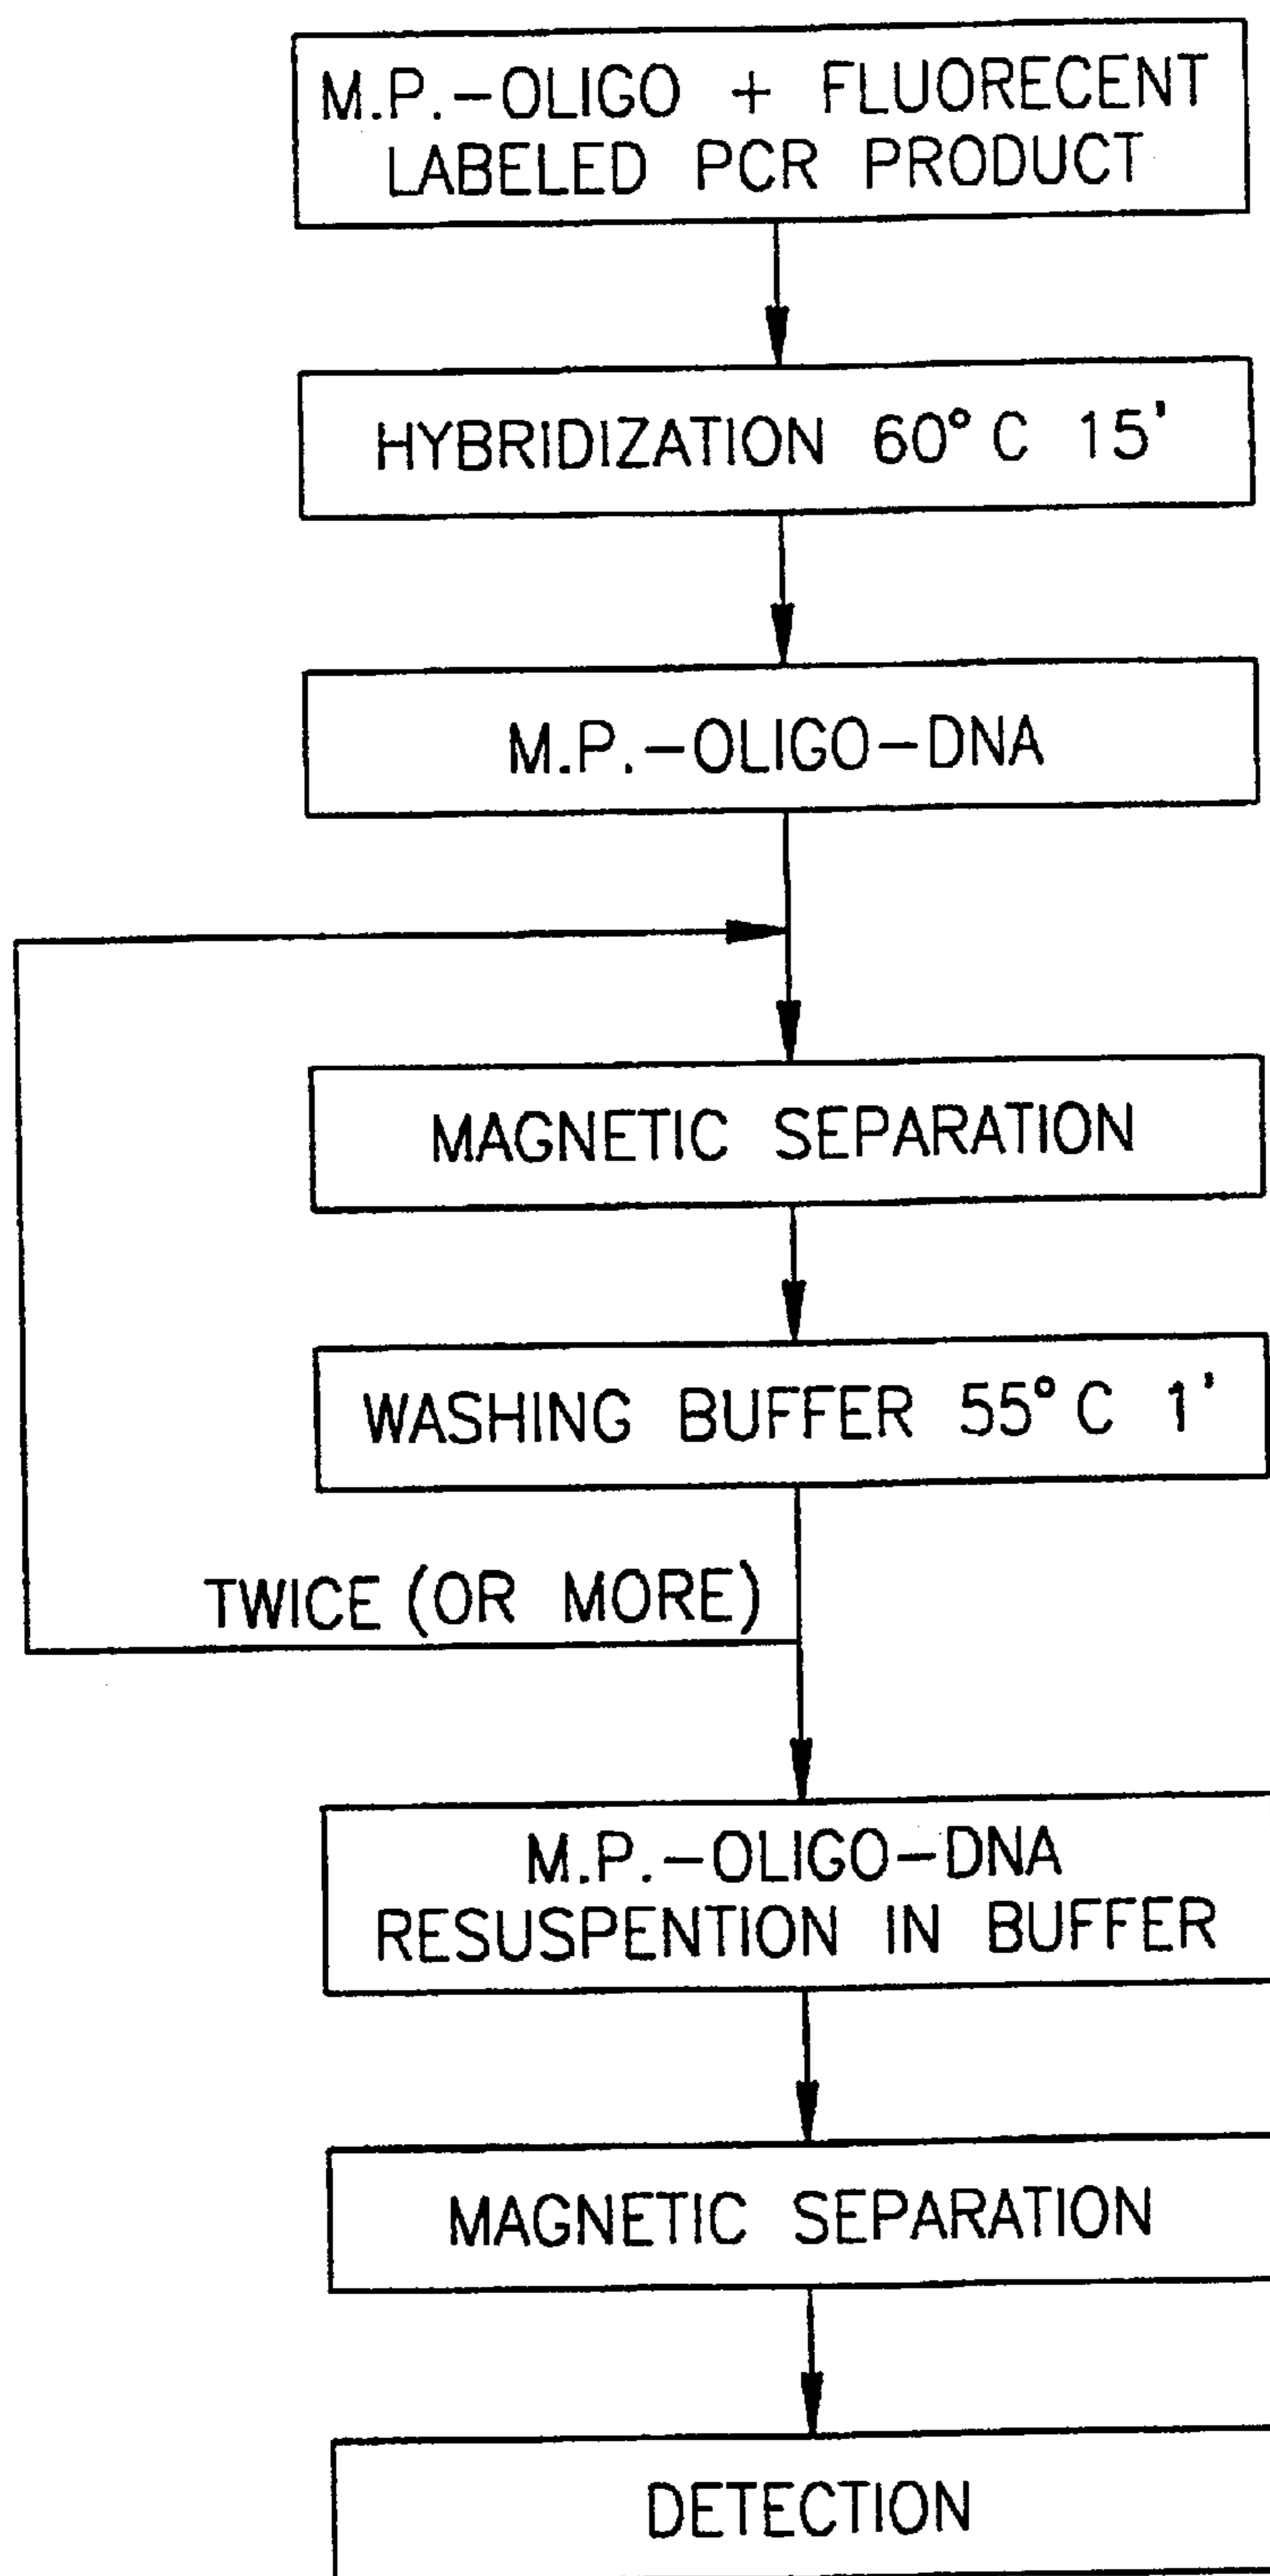 M.P.-OLIGO + FLUORECENT
LABELED PCR PRODUCT
HYBRIDIZATION 60°C 15'
M.P.-OLIGO-DNA
MAGNETIC SEPARATION
WASHING BUFFER 55°C 1'
TWICE (OR MORE)
M.P.-OLIGO-DNA
RESUSPENTION IN BUFFER
MAGNETIC SEPARATION
DETECTION